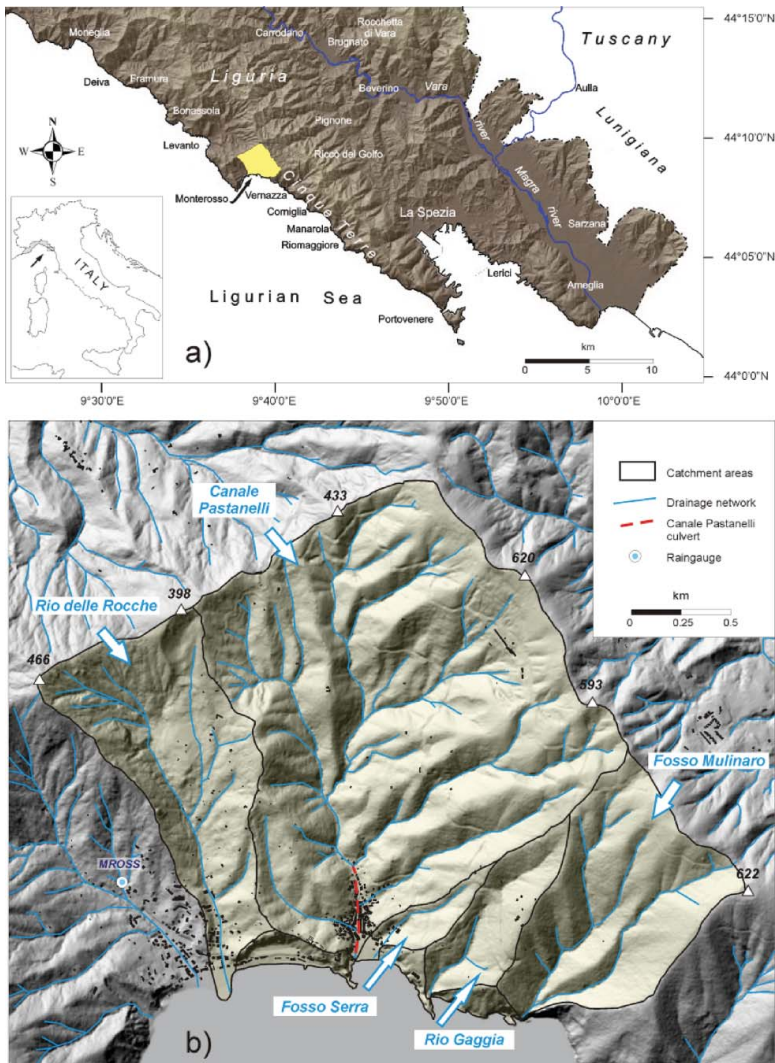 Moneglia
Carrodano
Rocchetta
di Vara
Brugnato
Tuscany
44°15'0"N
Deiva
Framura
Liguria
Beverino
Vara
river
Aulla
Lunigiana
Bonassola
Pignone
44°10'0"N
N
W E
S
Levanto
Ricco del Golfo
Magra
river
Monterosso
Vernazza
Cinque Terre
Corniglia
La Spezia
Sarzana
Manarola
Riomaggiore
44°05'0"N
ITALY
Lerici
Ameglia
Ligurian Sea
Portovenere
km
a)
0 5 10
44°0'0"N
9°30'0"E
9°40'0"E
9°50'0"E
10°0'0"E
Catchment areas
Drainage network
Canale Pastanelli
culvert
Raingauge
km
0 0.25 0.5
Canale
Pastanelli
433
620
398
Rio delle Rocche
466
593
Fosso Mulinaro
MROSS
622
Fosso Serra
Rio Gaggia
b)